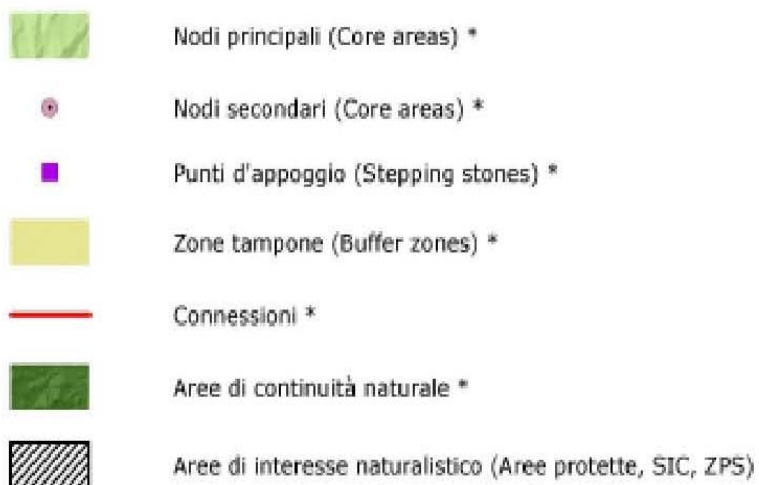 Nodi principali (Core areas) *
Nodi secondari (Core areas) *
Punti d'appoggio (Stepping stones) *
Zone tampone (Buffer zones) *
Connessioni *
Aree di continuità naturale *
Aree di interesse naturalistico (Aree protette, SIC, ZPS)